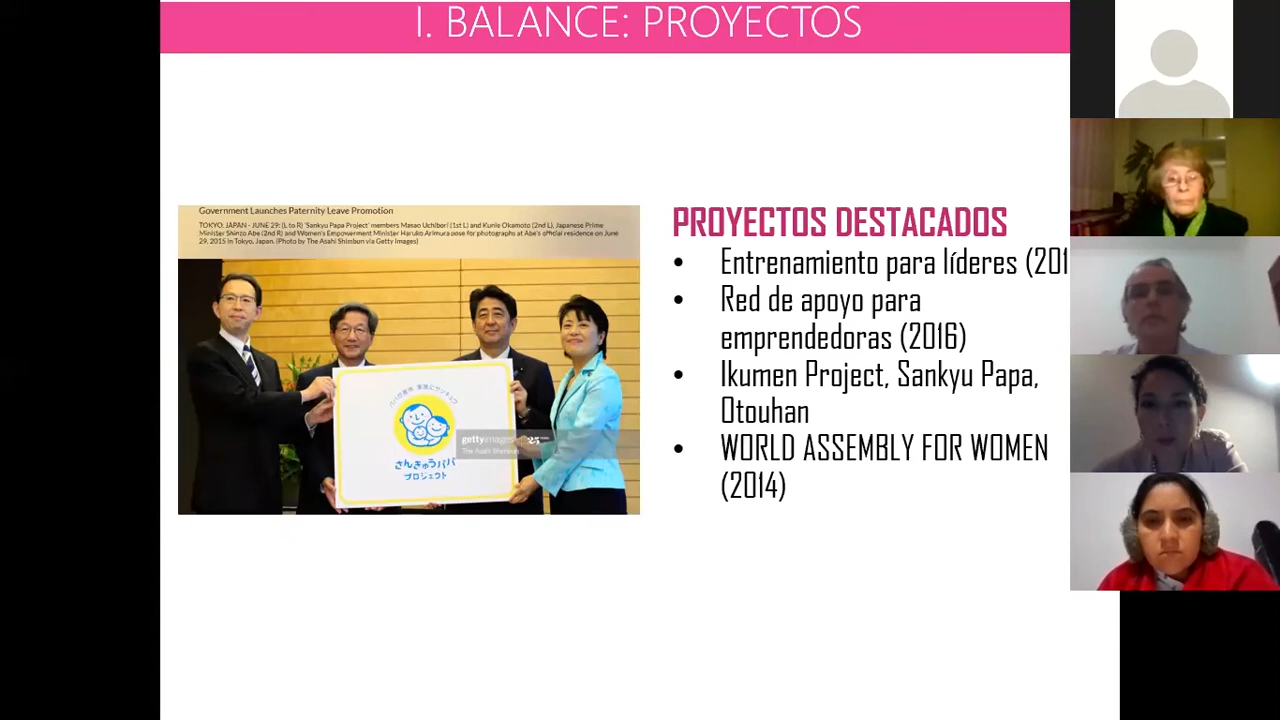 I. BALANCE: PROYECTOS
Government Launches Paternity Leave Promotion
TOKYO, JAPAN - JUNE 29: (L to R) 'Sankyu Papa Project' members Masao Uchibori (1st L) and Kunio Okamoto (2nd L), Japanese Prime
Minister Shinzo Abe (2nd R) and Women's Empowerment Minister Haruko Arimura pose for photographs at Abe's official residence on June
29, 2015 in Tokyo, Japan. (Photo by The Asahi Shimbun via Getty Images)
さんきゅうパパ
プロジェクト
gettyimages
The Asahi Shimbun
PROYECTOS DESTACADOS
• Entrenamiento para líderes (201
• Red de apoyo para
emprendedoras (2016)
• Ikumen Project, Sankyu Papa,
Otouhan
• WORLD ASSEMBLY FOR WOMEN
(2014)